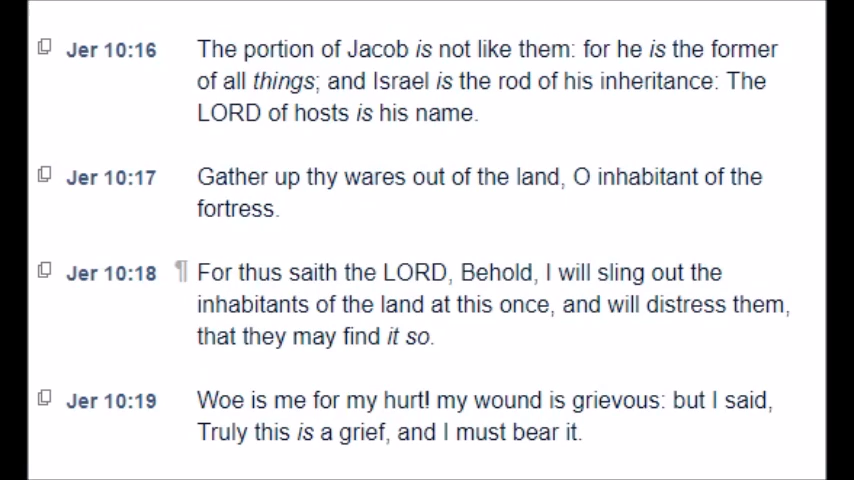 Jer 10:16 The portion of Jacob is not like them: for he is the former
of all things; and Israel is the rod of his inheritance: The
LORD of hosts is his name.
Jer 10:17 Gather up thy wares out of the land, O inhabitant of the
fortress.
Jer 10:18 ¶ For thus saith the LORD, Behold, I will sling out the
inhabitants of the land at this once, and will distress them,
that they may find it so.
Jer 10:19 Woe is me for my hurt! my wound is grievous: but I said,
Truly this is a grief, and I must bear it.